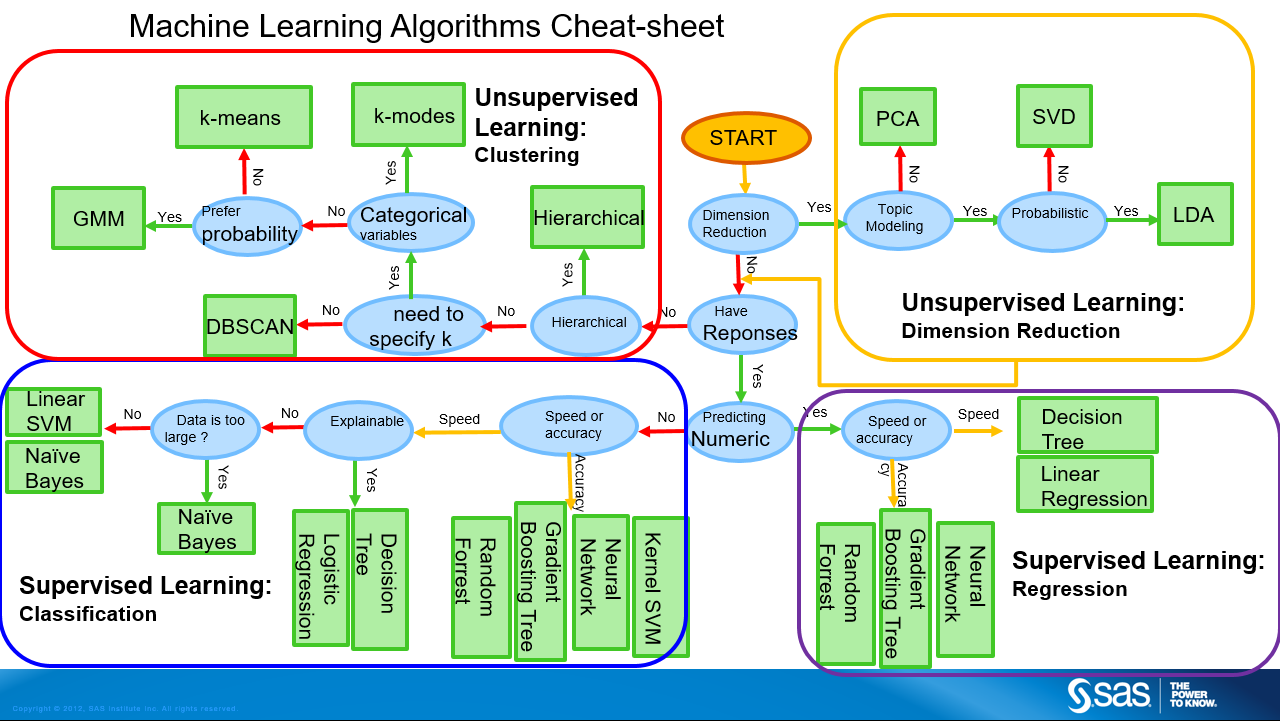 Machine Learning Algorithms Cheat-sheet
Unsupervised
Learning:
Clustering
k-means
k-modes
GMM
Yes
No
Prefer
probability
No
Categorical
variables
Yes
Hierarchical
Yes
Yes
DBSCAN
No
need to
specify k
No
Hierarchical
No
START
Dimension
Reduction
Yes
No
Have
Reponses
Yes
PCA
No
Topic
Modeling
Yes
SVD
No
Probabilistic
Yes
LDA
Unsupervised Learning:
Dimension Reduction
Predicting
Numeric
No
Yes
Speed or
accuracy
Speed
Accuracy
Explainable
No
Yes
Data is too
large ?
No
Yes
Linear
SVM
Naïve
Bayes
Naïve
Bayes
Logistic
Regression
Decision
Tree
Random
Forrest
Gradient
Boosting Tree
Neural
Network
Kernel SVM
Supervised Learning:
Classification
Speed or
accuracy
Speed
Accura
cy
Decision
Tree
Linear
Regression
Random
Forrest
Gradient
Boosting Tree
Neural
Network
Supervised Learning:
Regression
Copyright © 2012, SAS Institute Inc. All rights reserved.
sas
THE
POWER
TO KNOW.